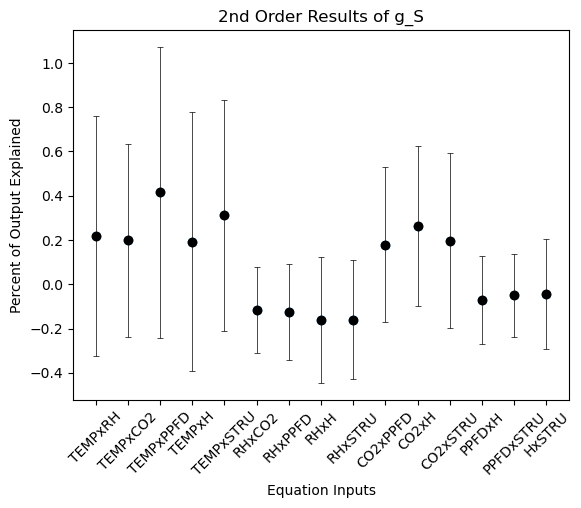 2nd Order Results of g_S
Percent of Output Explained
1.0
0.8
0.6
0.4
0.2
0.0
−0.2
−0.4
TEMPxRH
TEMPxCO2
TEMPxPPFD
TEMPxH
TEMPxSTRU
RHxCO2
RHxPPFD
RHxH
RHxSTRU
CO2xPPFD
CO2xH
CO2xSTRU
PPFDxH
PPFDxSTRU
HxSTRU
Equation Inputs